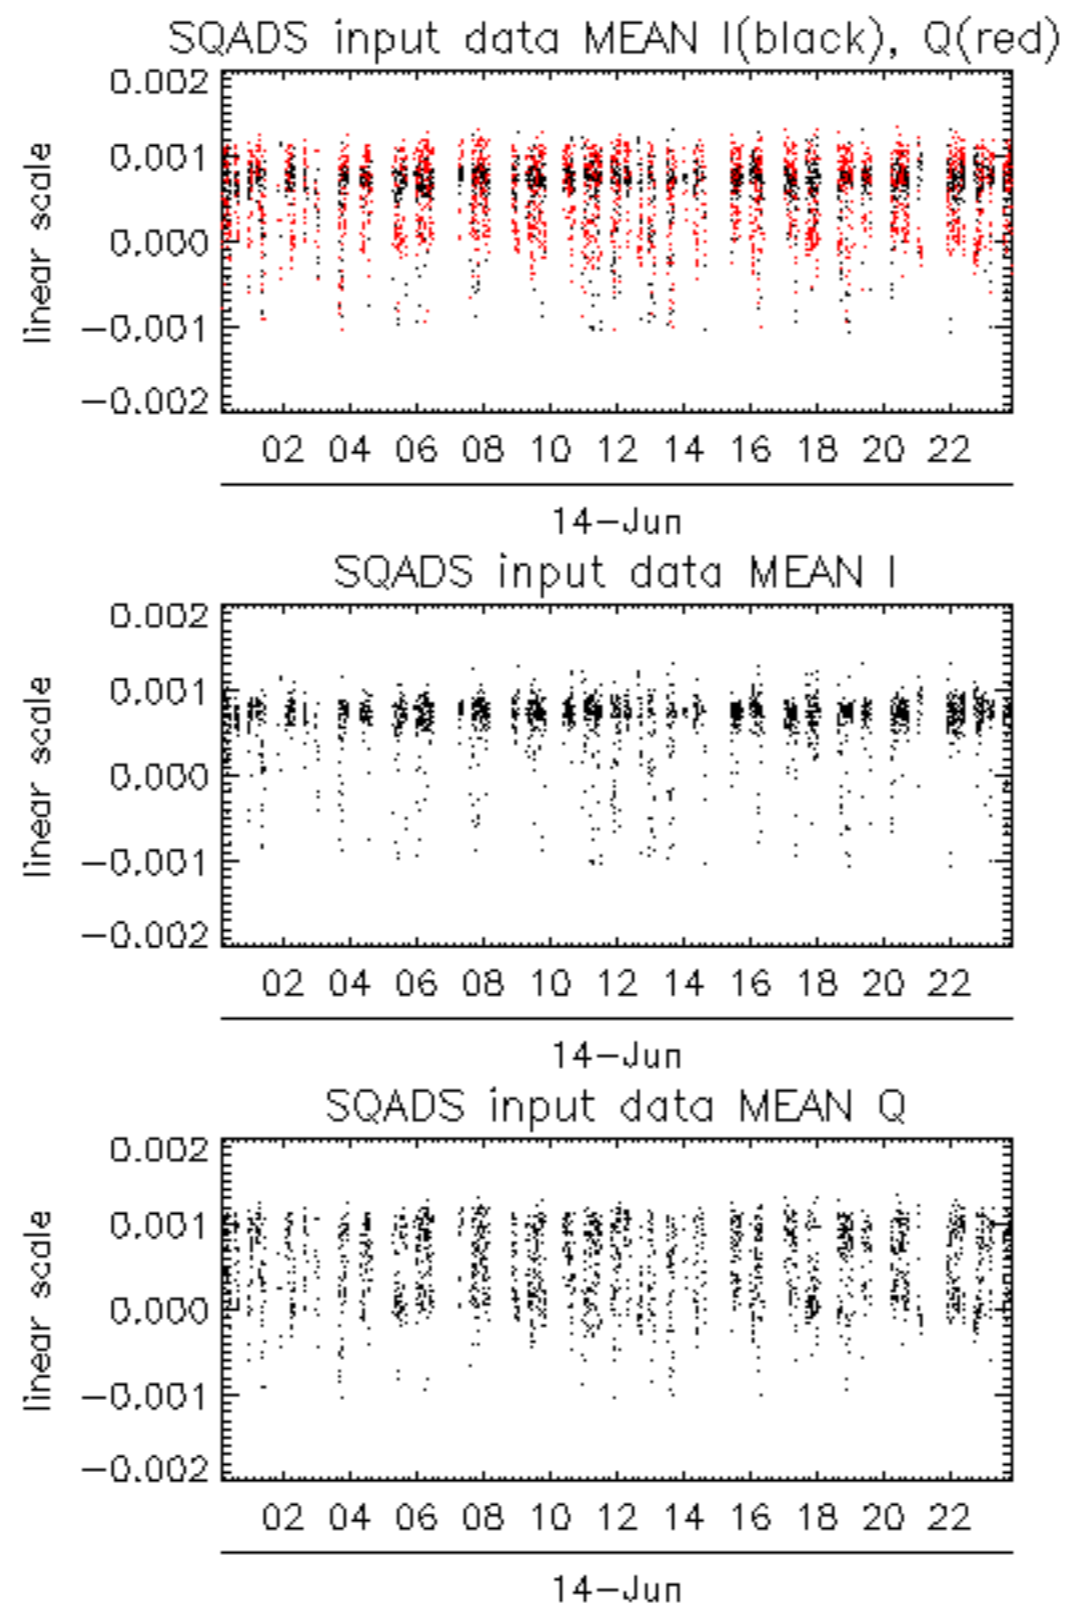 SQADS input data MEAN I(black), Q(red)
0.002
0.001
0.000
−0.001
−0.002
linear scale
02 04 06 08 10 12 14 16 18 20 22
14−Jun
SQADS input data MEAN I
0.002
0.001
0.000
−0.001
−0.002
linear scale
02 04 06 08 10 12 14 16 18 20 22
14−Jun
SQADS input data MEAN Q
0.002
0.001
0.000
−0.001
−0.002
linear scale
02 04 06 08 10 12 14 16 18 20 22
14−Jun